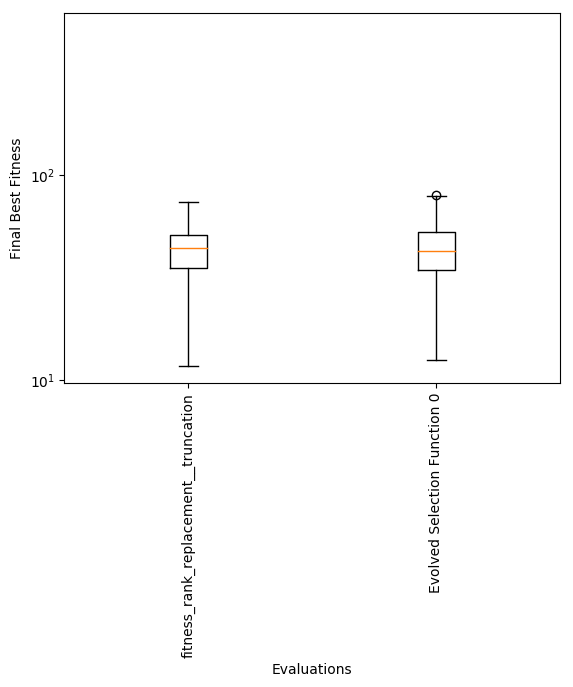 Final Best Fitness
10²
10¹
fitness_rank_replacement__truncation
Evolved Selection Function 0
Evaluations